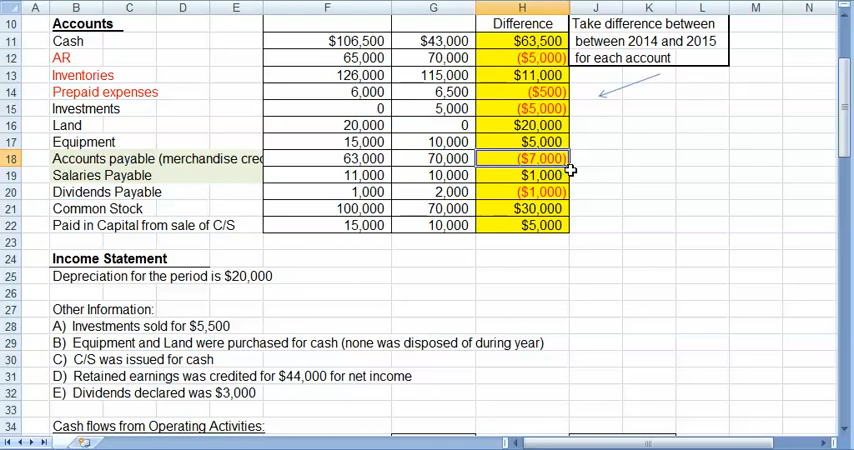 A B C D E F G H J K L M N
10 Accounts Difference Take difference between
11 Cash $106,500 $43,000 $63,500 between 2014 and 2015
12 AR 65,000 70,000 ($5,000) for each account
13 Inventories 126,000 115,000 $11,000
14 Prepaid expenses 6,000 6,500 ($500)
15 Investments 0 5,000 ($5,000)
16 Land 20,000 0 $20,000
17 Equipment 15,000 10,000 $5,000
18 Accounts payable (merchandise cred 63,000 70,000 ($7,000)
19 Salaries Payable 11,000 10,000 $1,000
20 Dividends Payable 1,000 2,000 ($1,000)
21 Common Stock 100,000 70,000 $30,000
22 Paid in Capital from sale of C/S 15,000 10,000 $5,000
23
24 Income Statement
25 Depreciation for the period is $20,000
26
27 Other Information:
28 A) Investments sold for $5,500
29 B) Equipment and Land were purchased for cash (none was disposed of during year)
30 C) C/S was issued for cash
31 D) Retained earnings was credited for $44,000 for net income
32 E) Dividends declared was $3,000
33
34 Cash flows from Operating Activities: